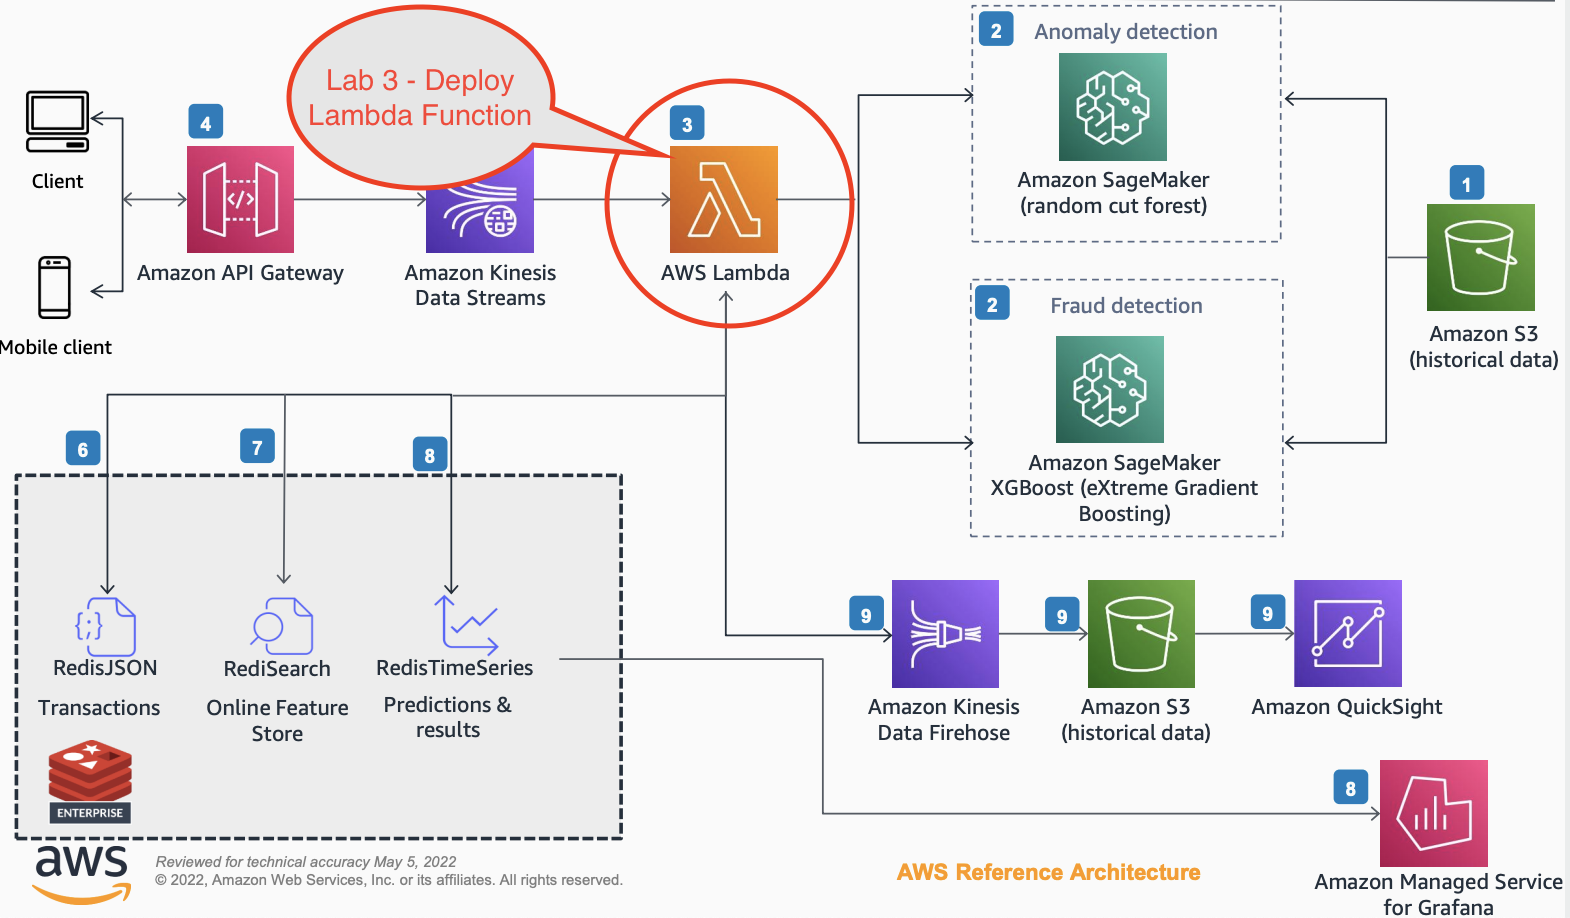 Lab 3 - Deploy
Lambda Function
2
Anomaly detection
Amazon SageMaker
(random cut forest)
4
3
1
Client
Mobile client
Amazon API Gateway
Amazon Kinesis
Data Streams
AWS Lambda
</>
2
Fraud detection
Amazon SageMaker
XGBoost (eXtreme Gradient
Boosting)
Amazon S3
(historical data)
6
7
8
{;}
RedisJSON
Transactions
RediSearch
Online Feature
Store
RedisTimeSeries
Predictions &
results
ENTERPRISE
9
9
9
Amazon Kinesis
Data Firehose
Amazon S3
(historical data)
Amazon QuickSight
8
Amazon Managed Service
for Grafana
aws
Reviewed for technical accuracy May 5, 2022
© 2022, Amazon Web Services, Inc. or its affiliates. All rights reserved.
AWS Reference Architecture